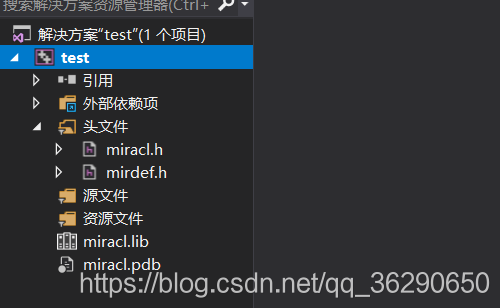 搜索解决方案资源管理器(Ctrl+
解决方案"test"(1 个项目)
test
引用
外部依赖项
头文件
miracl.h
mirdef.h
源文件
资源文件
miracl.lib
miracl.pdb
https://blog.csdn.net/qq_36290650